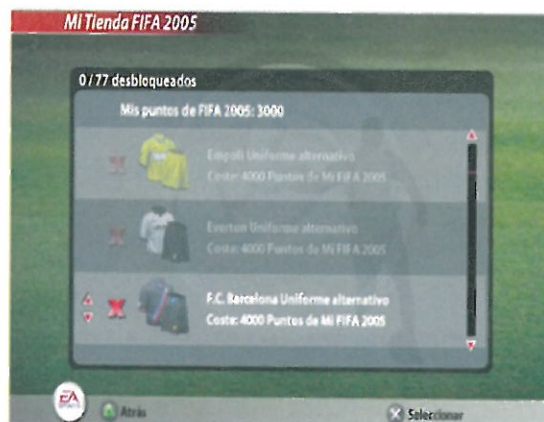 Mi Tienda FIFA 2005
0/77 desbloqueados
Mis puntos de FIFA 2005: 3000
Empoli Uniforme alternativo
Coste: 4000 Puntos de Mi FIFA 2005
Everton Uniforme alternativo
Coste: 4000 Puntos de Mi FIFA 2005
F.C. Barcelona Uniforme alternativo
Coste: 4000 Puntos de Mi FIFA 2005
EA
SPORTS
Atrás
Seleccionar